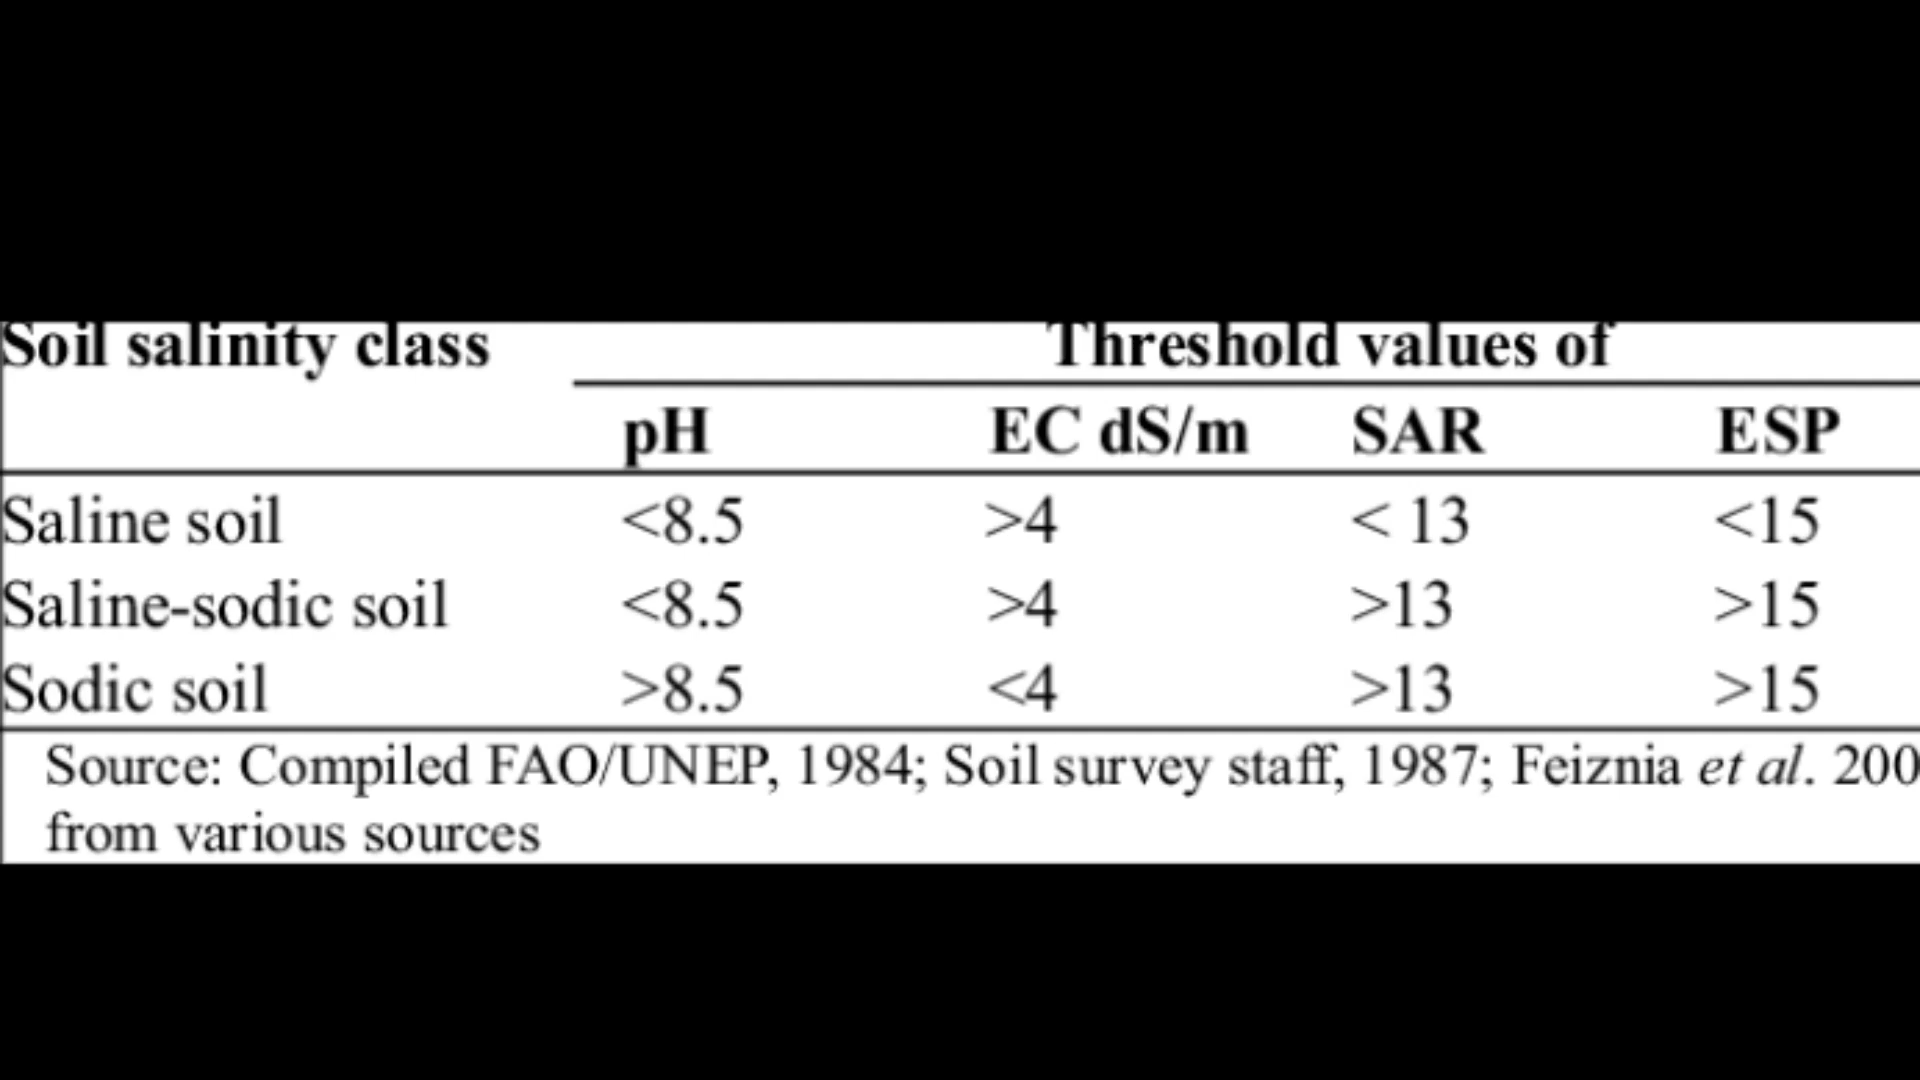 Soil salinity class Threshold values of
pH EC dS/m SAR ESP
Saline soil <8.5 >4 < 13 <15
Saline-sodic soil <8.5 >4 >13 >15
Sodic soil >8.5 <4 >13 >15
Source: Compiled FAO/UNEP, 1984; Soil survey staff, 1987; Feiznia et al. 200
from various sources